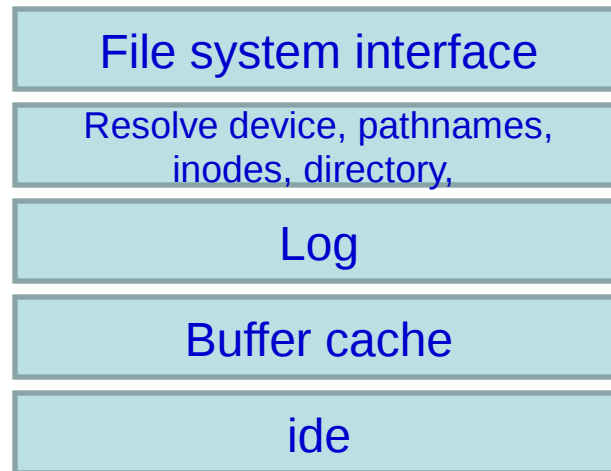 File system interface
Resolve device, pathnames,
inodes, directory,
Log
Buffer cache
ide